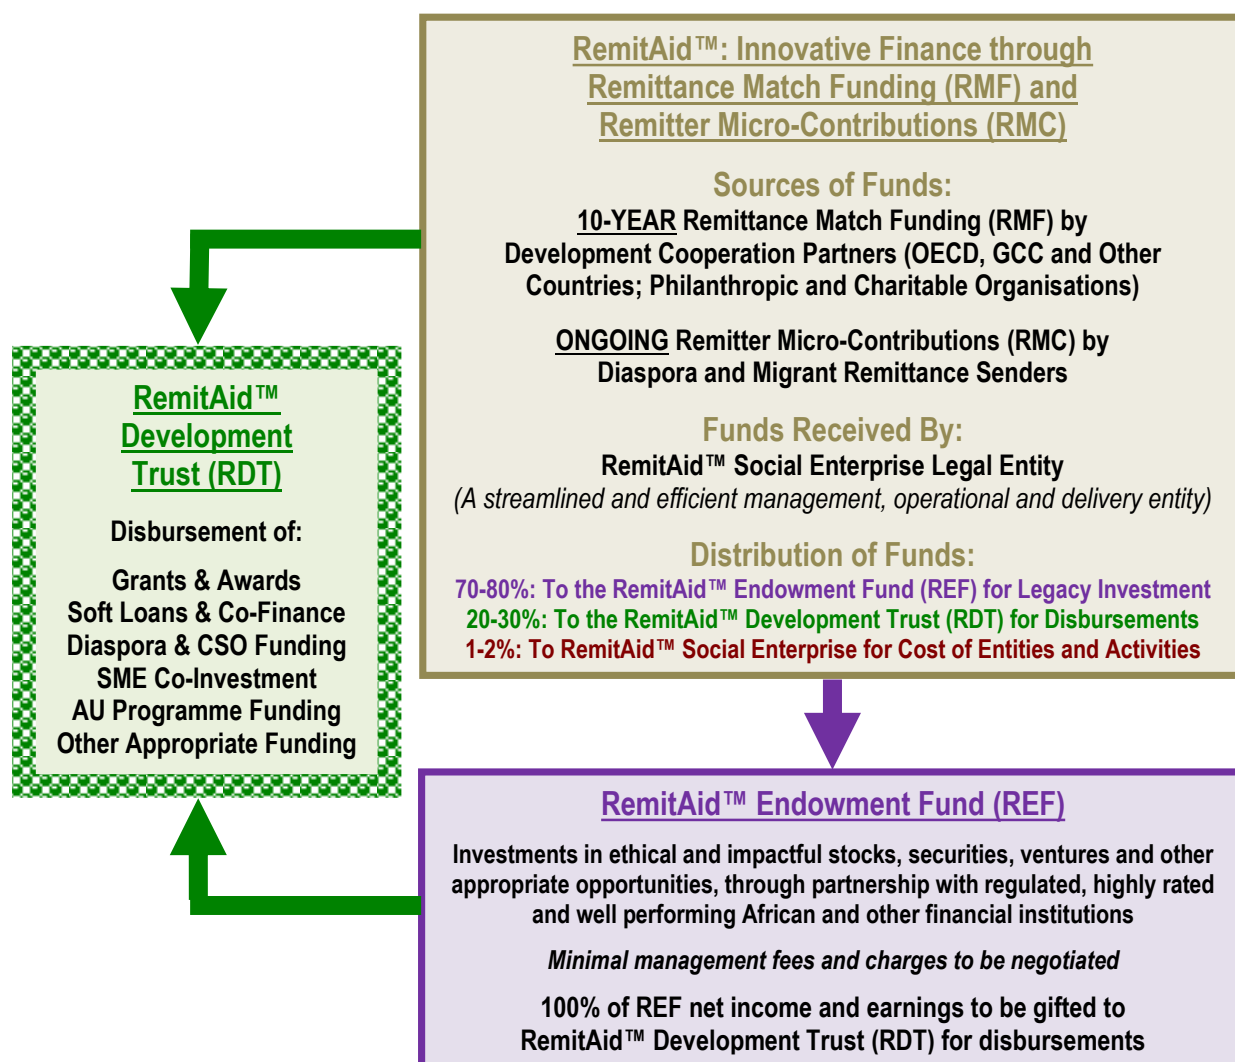 RemitAid™: Innovative Finance through
Remittance Match Funding (RMF) and
Remitter Micro-Contributions (RMC)
Sources of Funds:
10-YEAR Remittance Match Funding (RMF) by
Development Cooperation Partners (OECD, GCC and Other
Countries; Philanthropic and Charitable Organisations)
ONGOING Remitter Micro-Contributions (RMC) by
Diaspora and Migrant Remittance Senders
Funds Received By:
RemitAid™ Social Enterprise Legal Entity
(A streamlined and efficient management, operational and delivery entity)
Distribution of Funds:
70-80%: To the RemitAid™ Endowment Fund (REF) for Legacy Investment
20-30%: To the RemitAid™ Development Trust (RDT) for Disbursements
1-2%: To RemitAid™ Social Enterprise for Cost of Entities and Activities
RemitAid™
Development
Trust (RDT)
Disbursement of:
Grants & Awards
Soft Loans & Co-Finance
Diaspora & CSO Funding
SME Co-Investment
AU Programme Funding
Other Appropriate Funding
RemitAid™ Endowment Fund (REF)
Investments in ethical and impactful stocks, securities, ventures and other
appropriate opportunities, through partnership with regulated, highly rated
and well performing African and other financial institutions
Minimal management fees and charges to be negotiated
100% of REF net income and earnings to be gifted to
RemitAid™ Development Trust (RDT) for disbursements